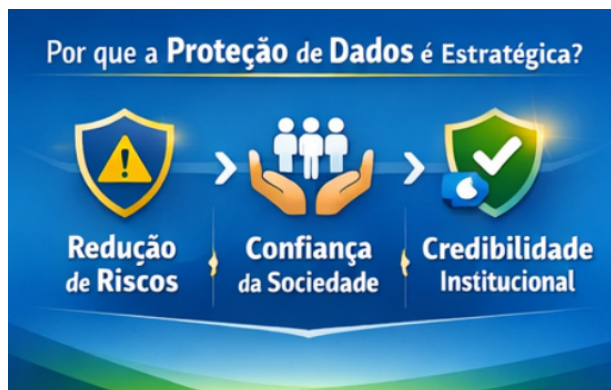 Por que a Proteção de Dados é Estratégica?
Redução
de Riscos
Confiança
da Sociedade
Credibilidade
Institucional